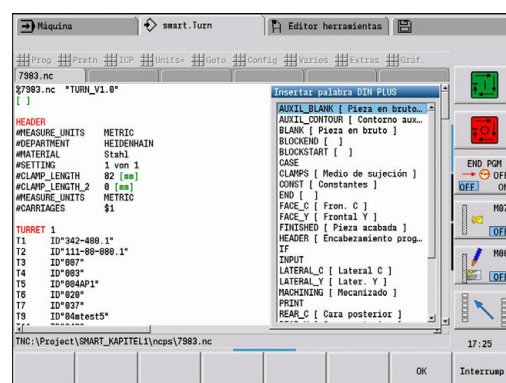 Máquina
smart.Turn
Editor herramientas
Prog Pretn ICP Units» Goto Config Varios Extras Gráf.
7983.nc
%7983.nc "TURN_V1.0"
[ ]
HEADER
#MEASURE_UNITS METRIC
#DEPARTMENT HEIDENHAIN
#MATERIAL Stahl
#SETTING 1 von 1
#CLAMP_LENGTH 82 [mm]
#CLAMP_LENGTH_2 0 [mm]
#MEASURE_UNITS METRIC
#CARRIAGES $1
TURRET 1
T1 ID"342-400.1"
T2 ID"111-80-080.1"
T3 ID"007"
T4 ID"003"
T5 ID"004AP1"
T6 ID"020"
T7 ID"037"
T9 ID"04mtest5"
Insertar palabra DIN PLUS
AUXIL_BLANK [ Pieza en bruto…
AUXIL_CONTOUR [ Contorno aux…
BLANK [ Pieza en bruto ]
BLOCKEND [ ]
BLOCKSTART [ ]
CASE
CLAMPS [ Medio de sujeción ]
CONST [ Constantes ]
END [ ]
FACE_C [ Fron. C ]
FACE_Y [ Frontal Y ]
FINISHED [ Pieza acabada ]
HEADER [ Encabezamiento prog…
IF
INPUT
LATERAL_C [ Lateral C ]
LATERAL_Y [ Later. Y ]
MACHINING [ Mecanizado ]
PRINT
REAR_C [ Cara posterior ]
TNC:\Project\SMART_KAPITEL1\ncps\7983.nc
END PGM
OFF
OFF ON
M07
OFF
M08
OFF
17:25
OK
Interrump